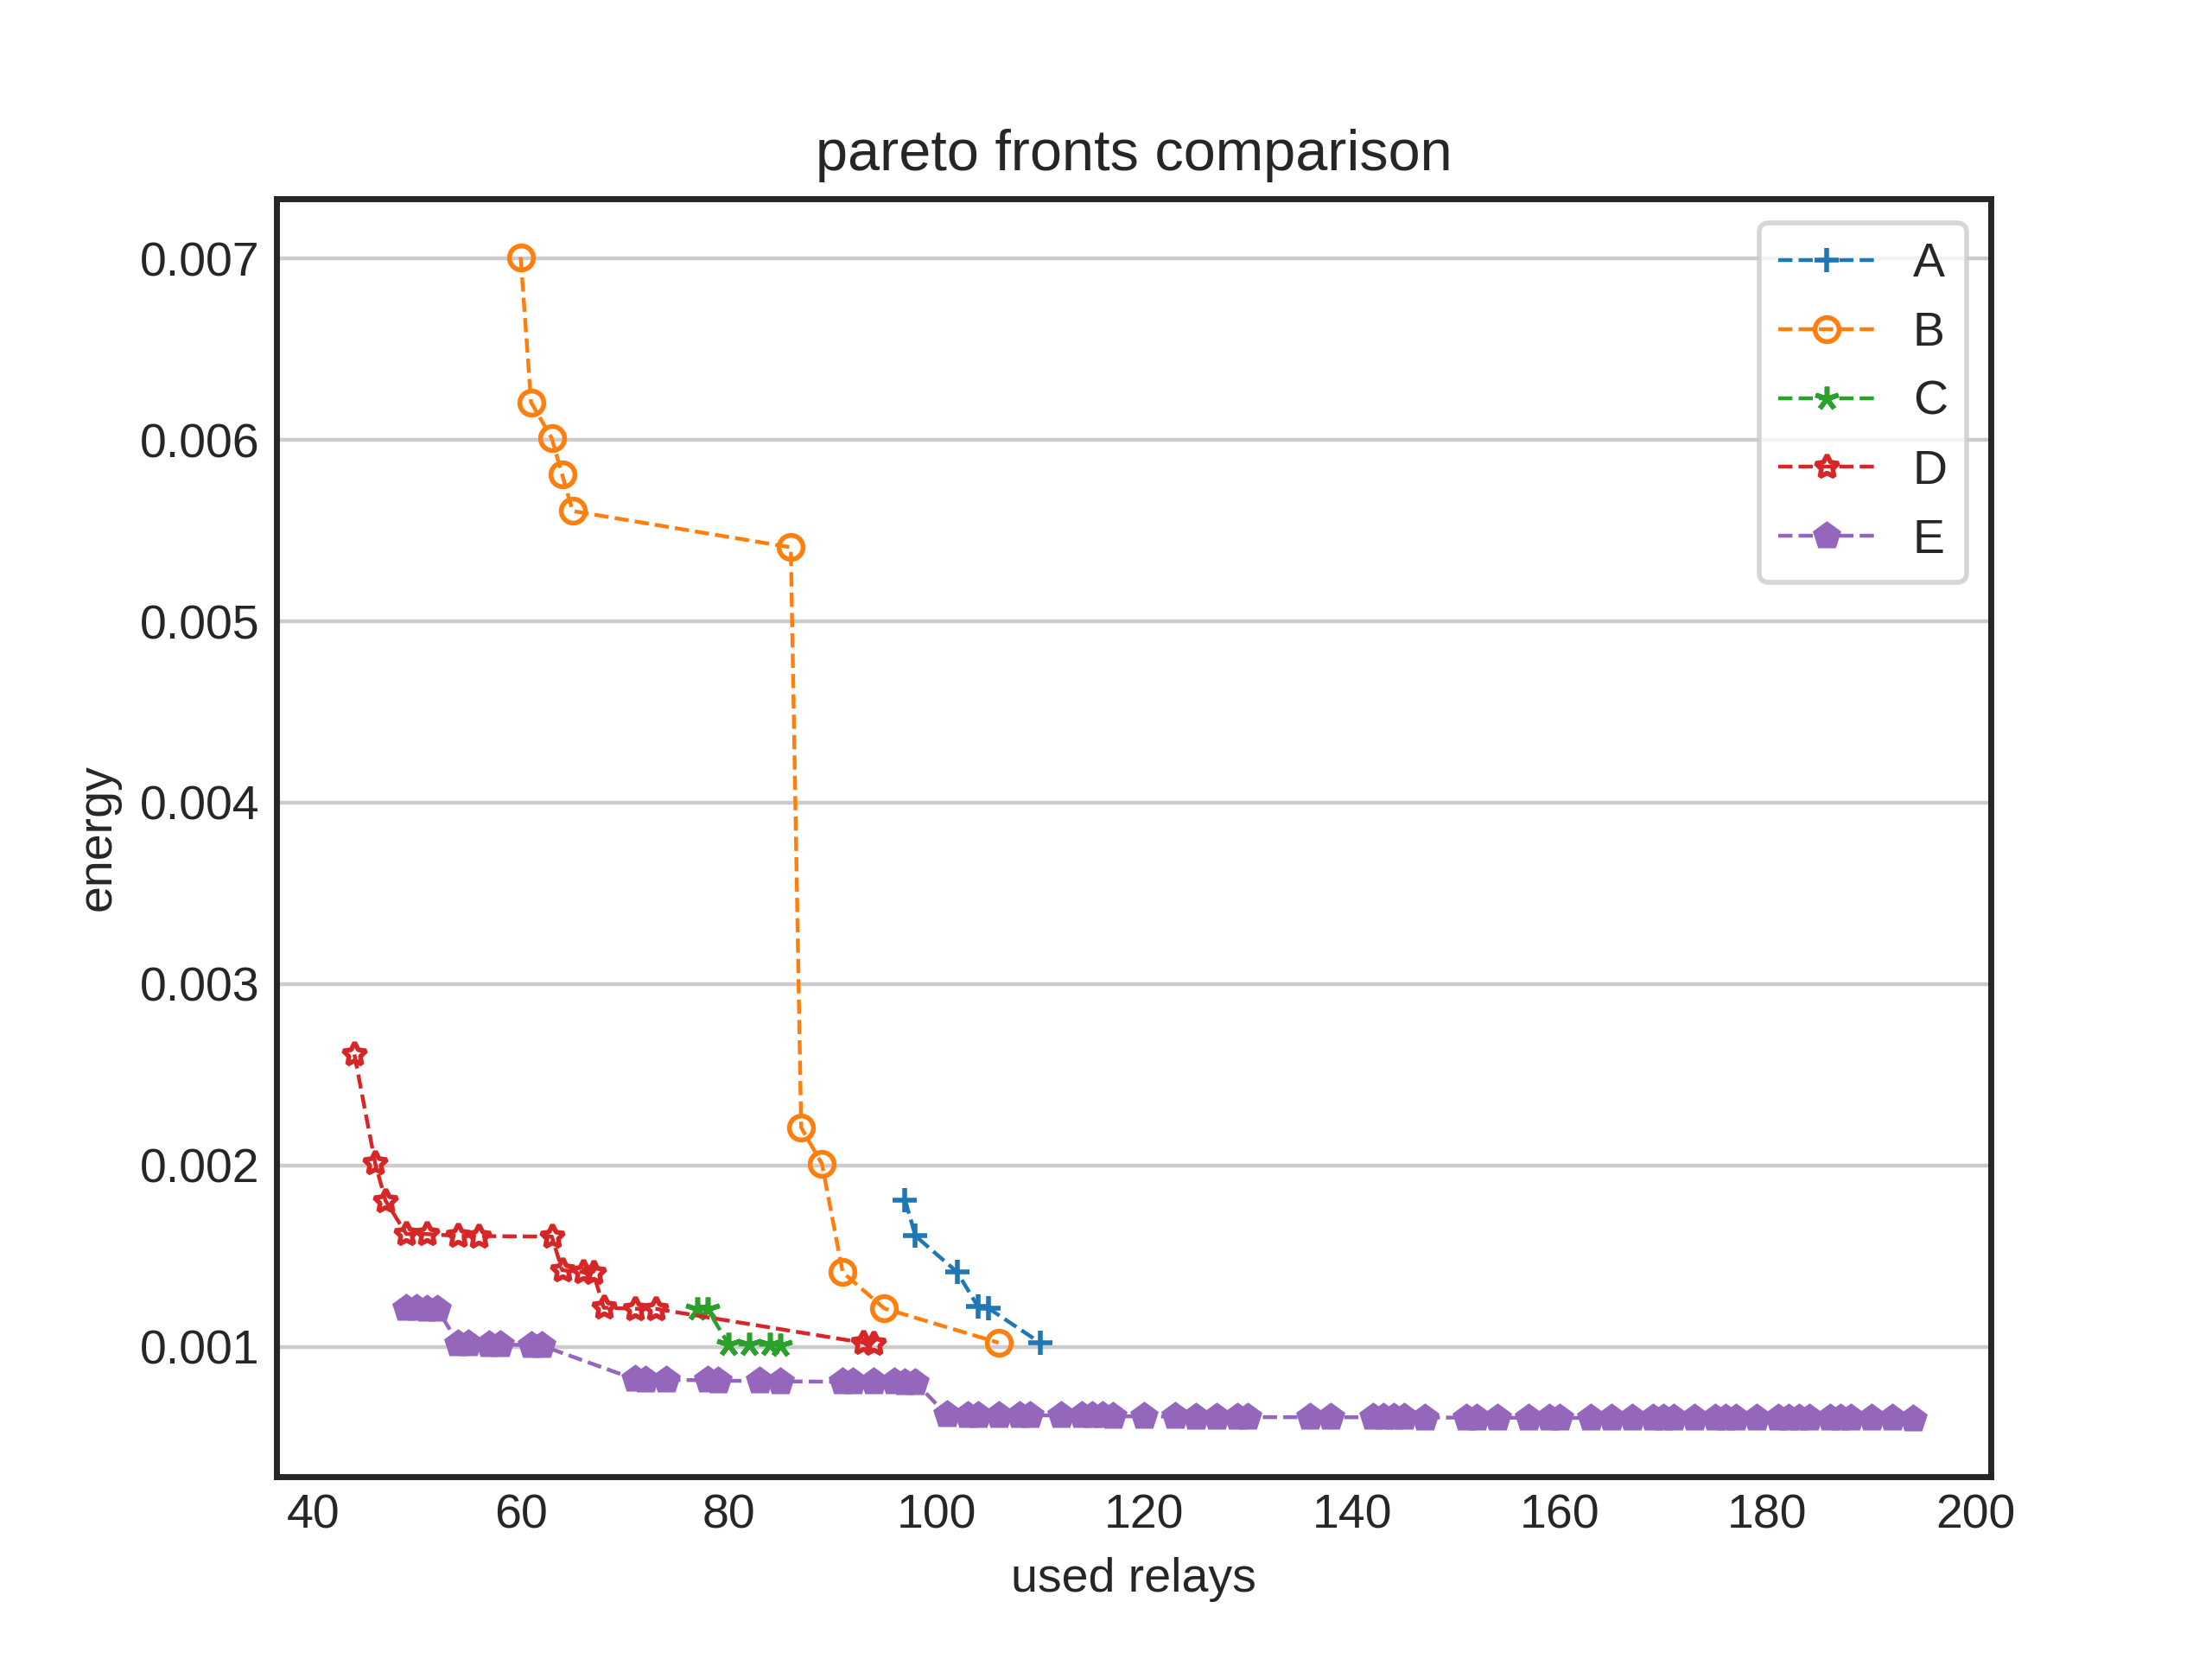 pareto fronts comparison
0.007
0.006
0.005
0.004
0.003
0.002
0.001
energy
A
B
C
D
E
40 60 80 100 120 140 160 180 200
used relays